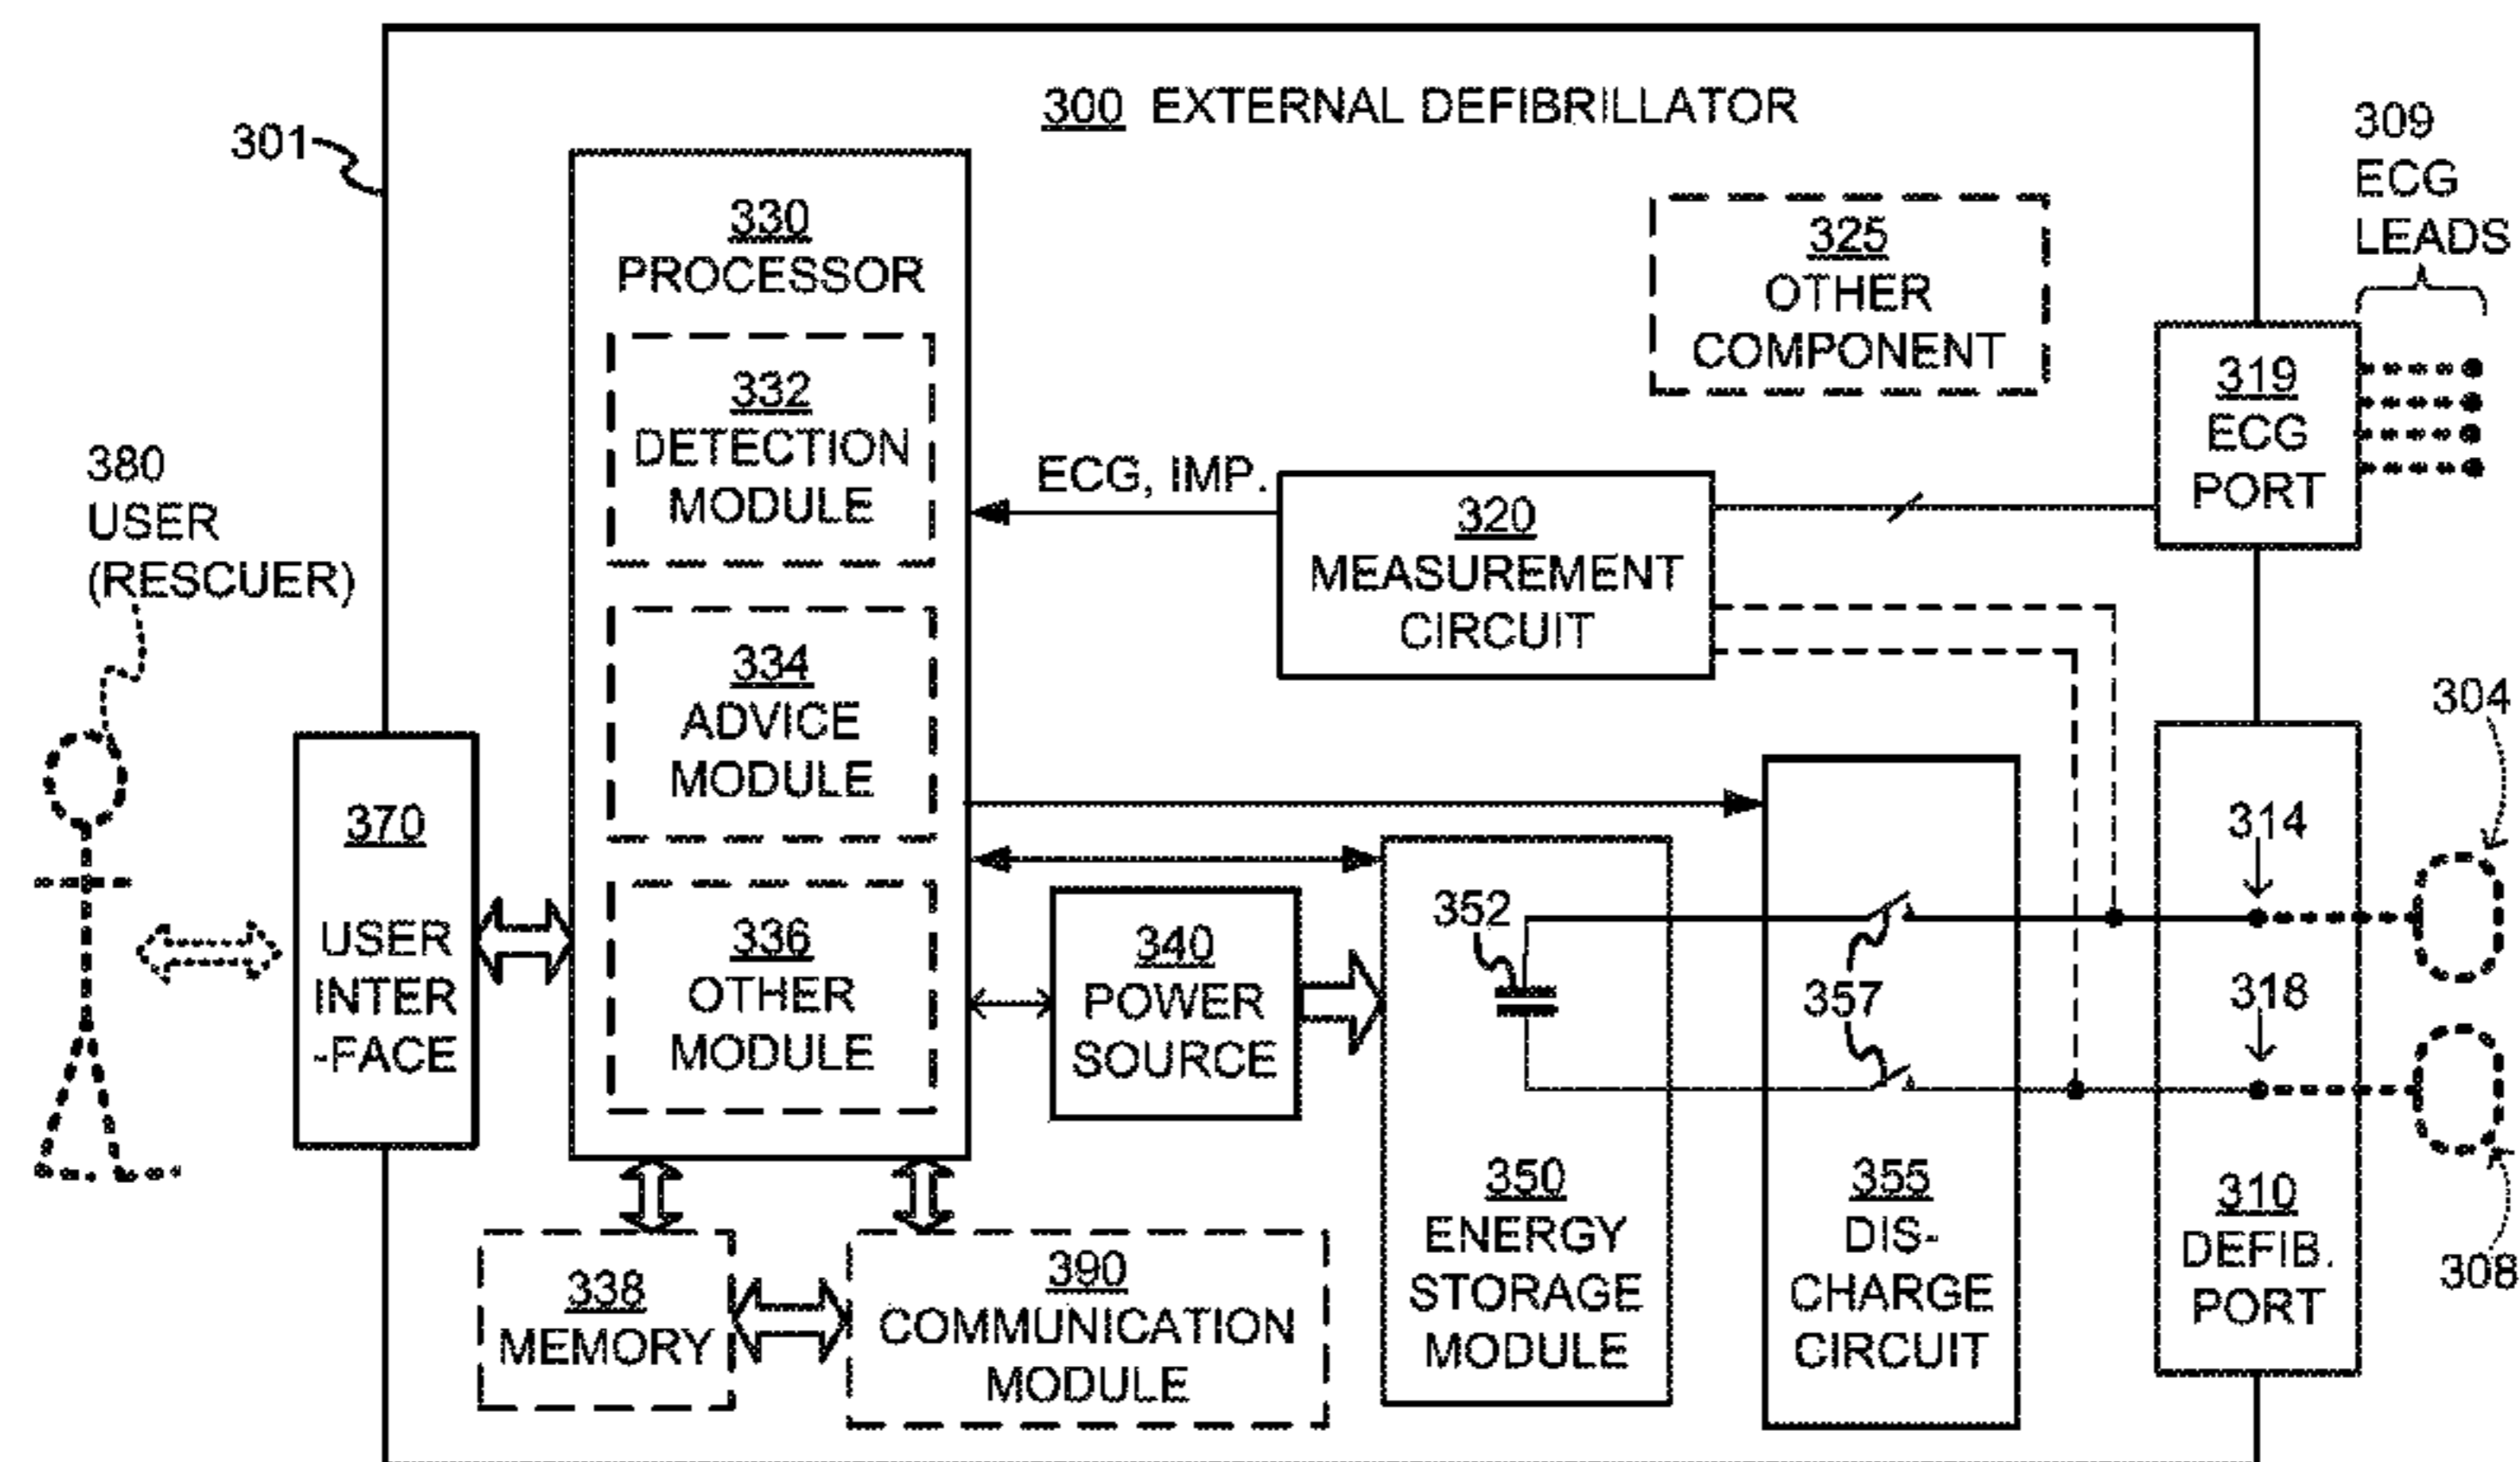 300 EXTERNAL DEFIBRILLATOR
301
309
ECG
LEADS
330
PROCESSOR
325
OTHER
COMPONENT
332
DETECTION
MODULE
319
ECG
PORT
380
USER
(RESCUER)
ECG, IMP.
320
MEASUREMENT
CIRCUIT
334
ADVICE
MODULE
304
370
USER
INTER
-FACE
314
352
336
OTHER
MODULE
340
POWER
SOURCE
357
318
350
ENERGY
STORAGE
MODULE
355
DIS-
CHARGE
CIRCUIT
310
DEFIB.
PORT
308
338
MEMORY
390
COMMUNICATION
MODULE